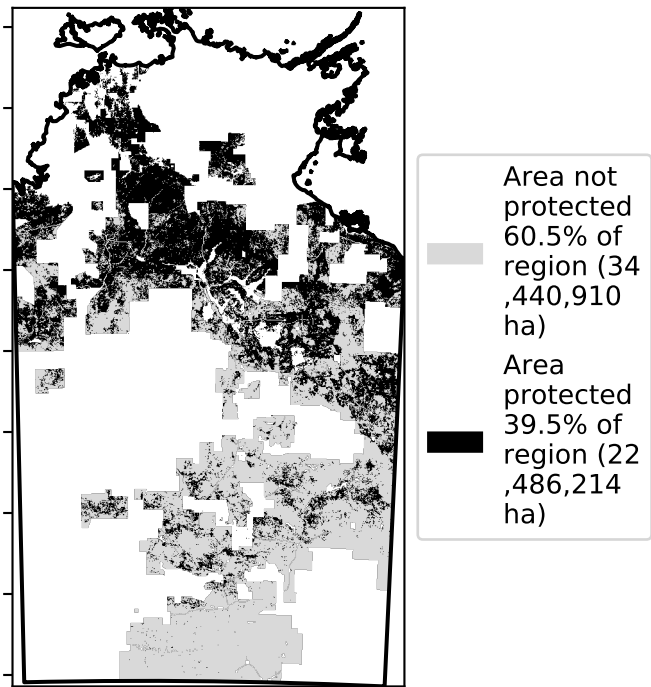 Area not
protected
60.5% of
region (34
,440,910
ha)
Area
protected
39.5% of
region (22
,486,214
ha)